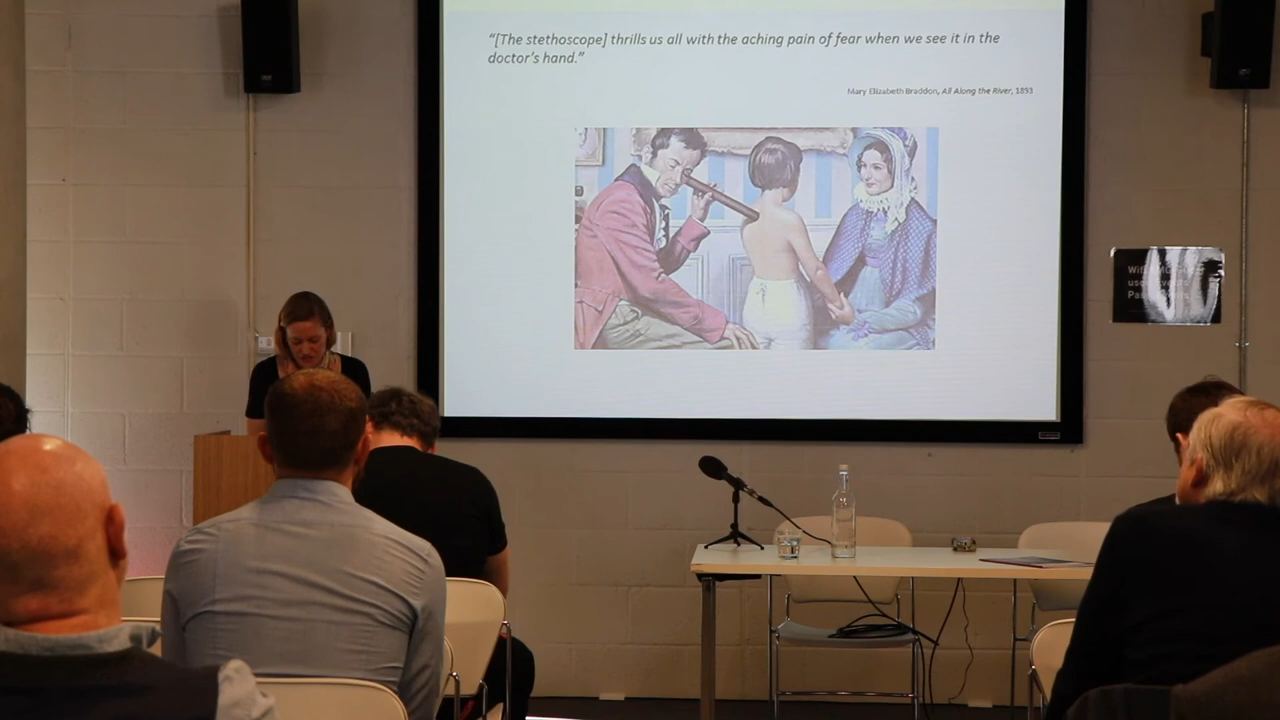 “[The stethoscope] thrills us all with the aching pain of fear when we see it in the
doctor’s hand.”
Mary Elizabeth Braddon, All Along the River, 1893
Wifi